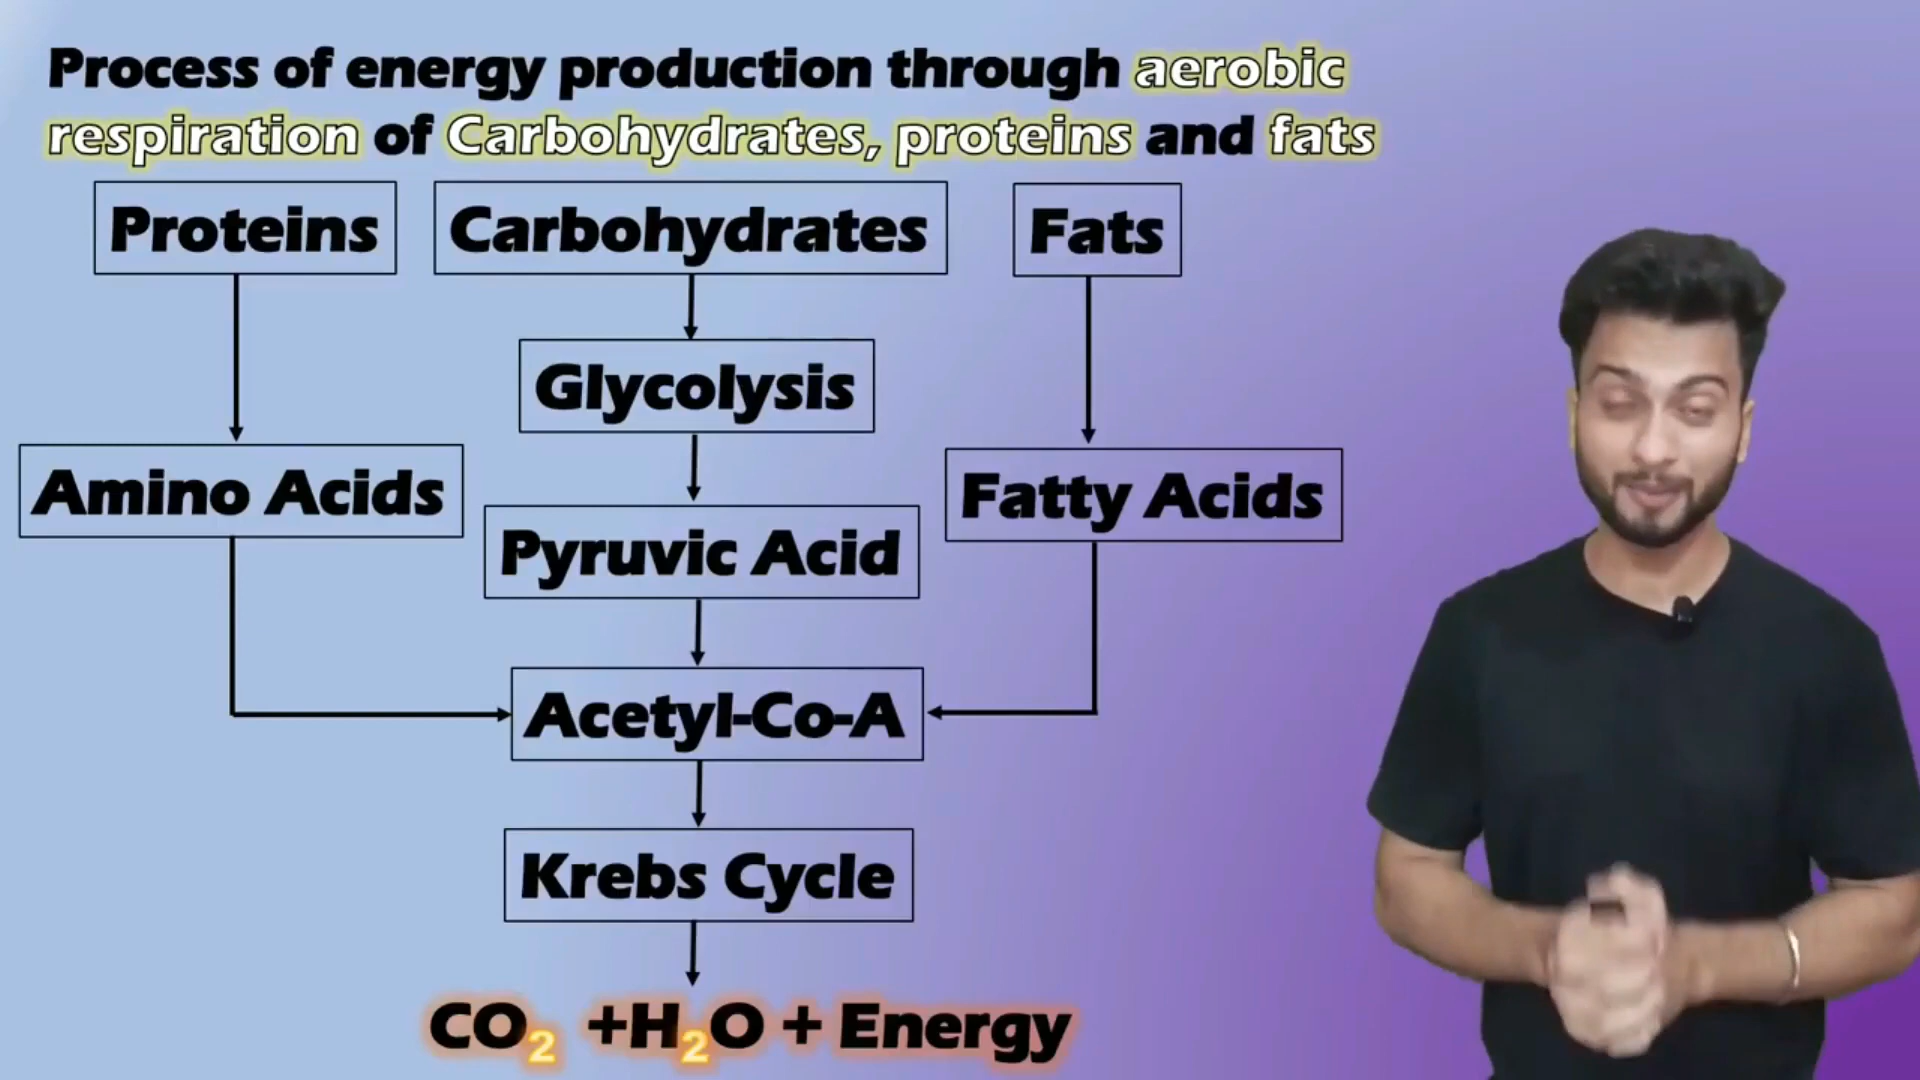 Process of energy production through aerobic
respiration of Carbohydrates, proteins and fats
Proteins
Carbohydrates
Fats
Glycolysis
Amino Acids
Fatty Acids
Pyruvic Acid
Acetyl-Co-A
Krebs Cycle
CO₂ +H₂O + Energy